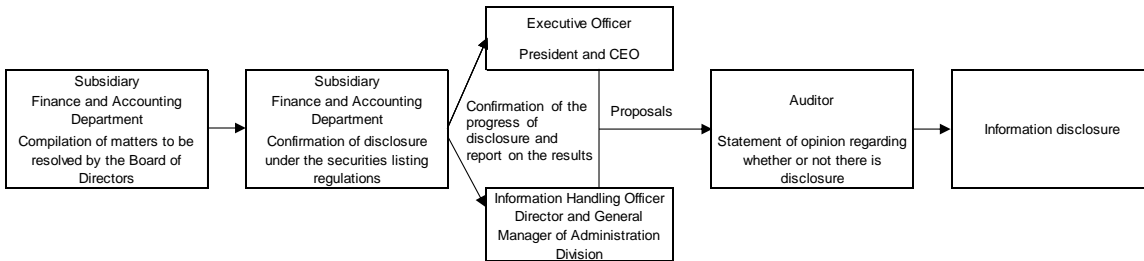 Subsidiary
Finance and Accounting
Department
Compilation of matters to be
resolved by the Board of
Directors
Subsidiary
Finance and Accounting
Department
Confirmation of disclosure
under the securities listing
regulations
Executive Officer
President and CEO
Confirmation of the
progress of
disclosure and
report on the results
Information Handling Officer
Director and General
Manager of Administration
Division
Proposals
Auditor
Statement of opinion regarding
whether or not there is
disclosure
Information disclosure